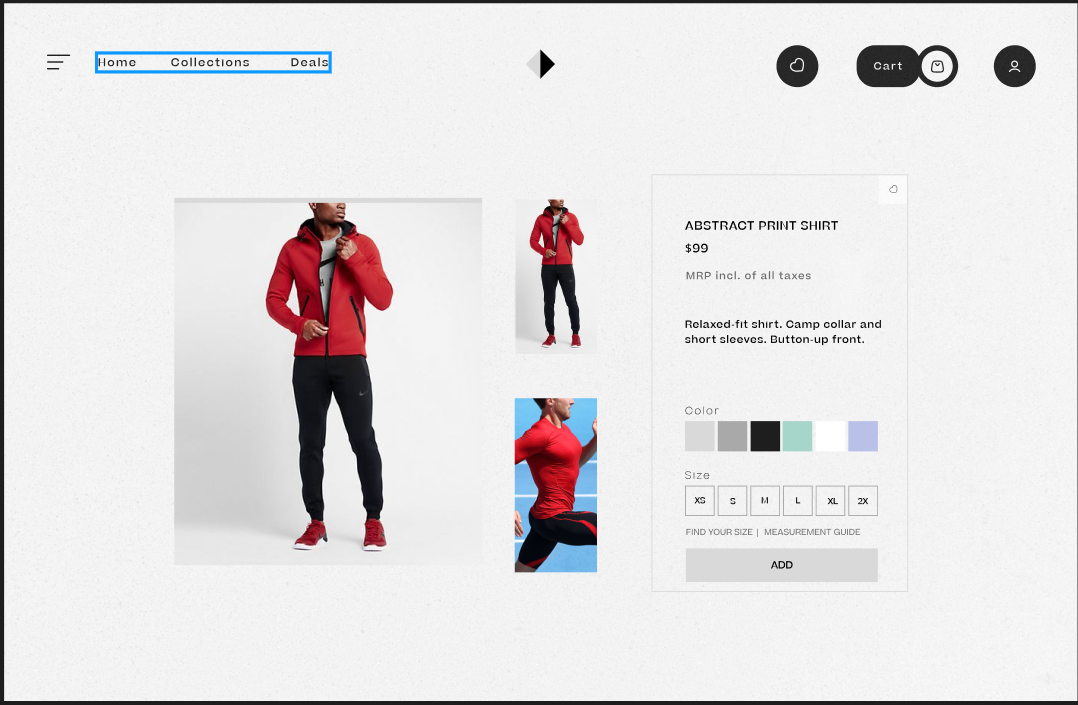 Home Collections Deals
Cart
ABSTRACT PRINT SHIRT
$99
MRP incl. of all taxes
Relaxed-fit shirt. Camp collar and
short sleeves. Button-up front.
Color
Size
XS S M L XL 2X
FIND YOUR SIZE | MEASUREMENT GUIDE
ADD